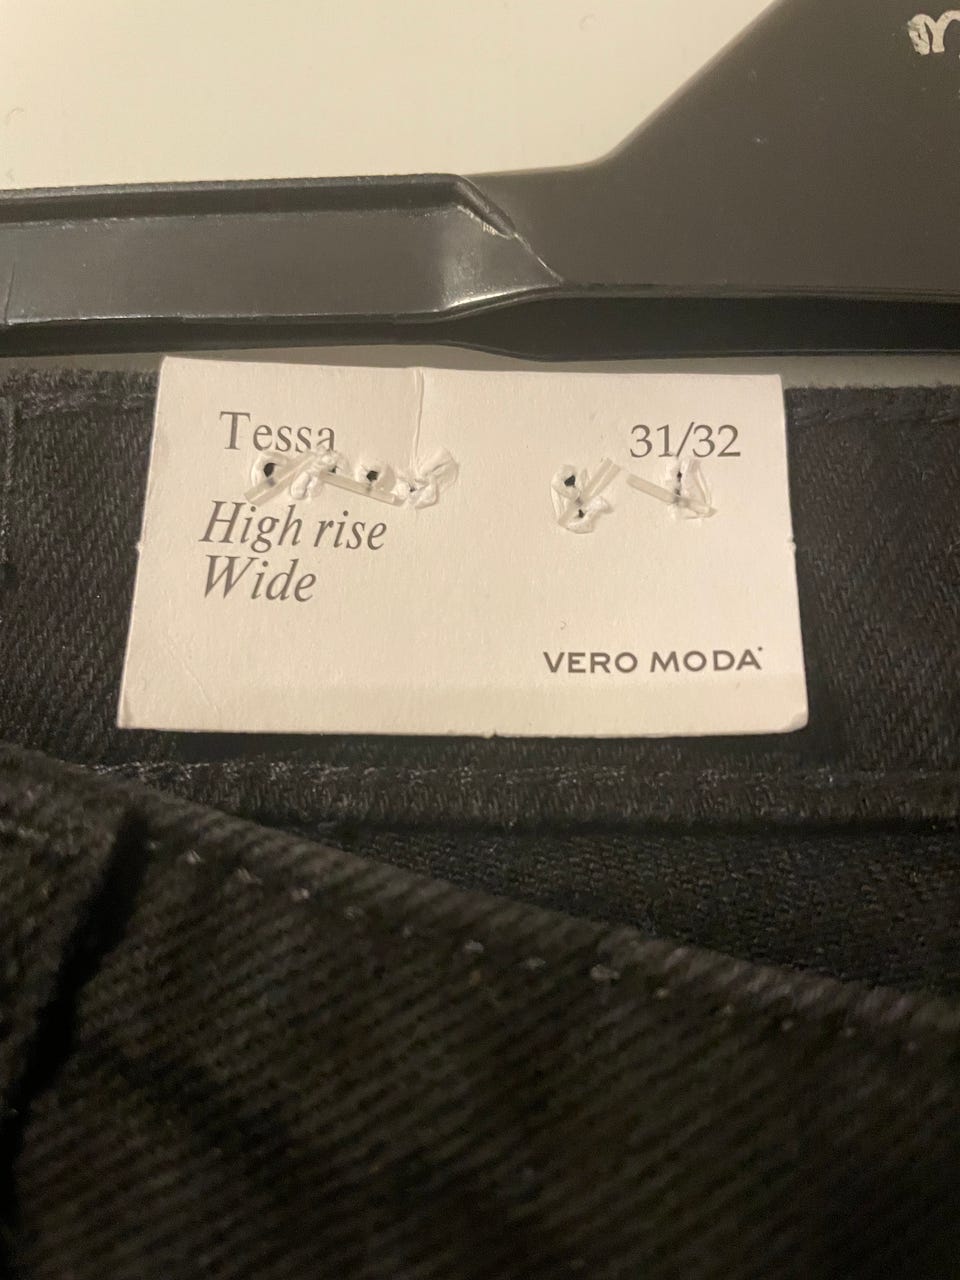 Tessa 31/32
High rise
Wide
VERO MODA